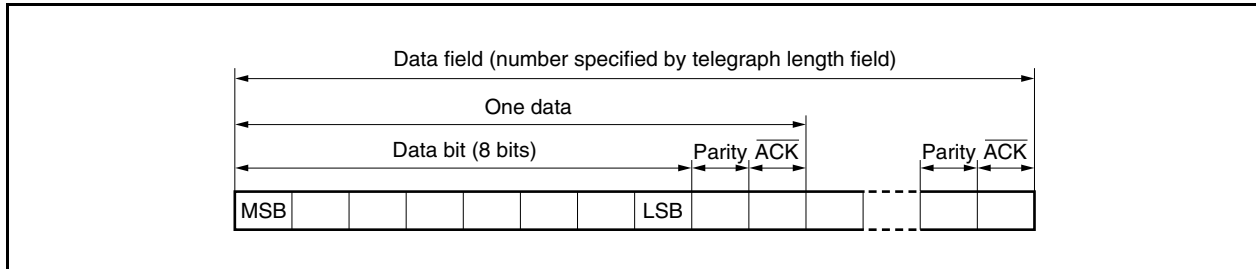 Data field (number specified by telegraph length field)
One data
Data bit (8 bits) Parity ACK Parity ACK
MSB LSB